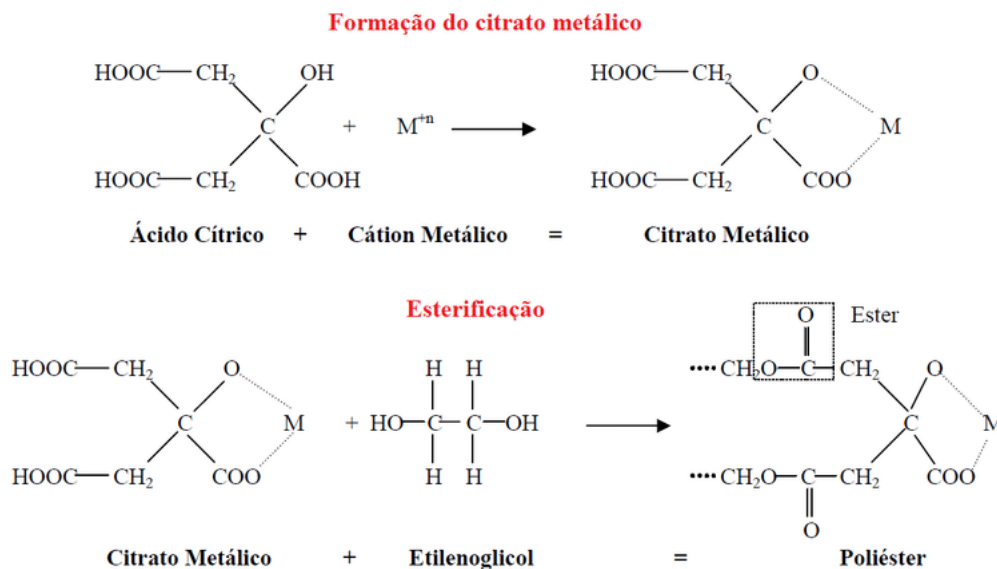 Formação do citrato metálico
HOOC CH₂ OH O
C + M⁺ⁿ C M
HOOC CH₂ COOH HOOC CH₂ COO
HOOC CH₂
Ácido Cítrico + Cátion Metálico = Citrato Metálico
Esterificação
O Ester
HOOC CH₂ O H H •••• CH₂O C CH₂ O
C M + HO C C OH C M
HOOC CH₂ COO H H •••• CH₂O C CH₂ COO
O
Citrato Metálico + Etilenoglicol = Poliéster